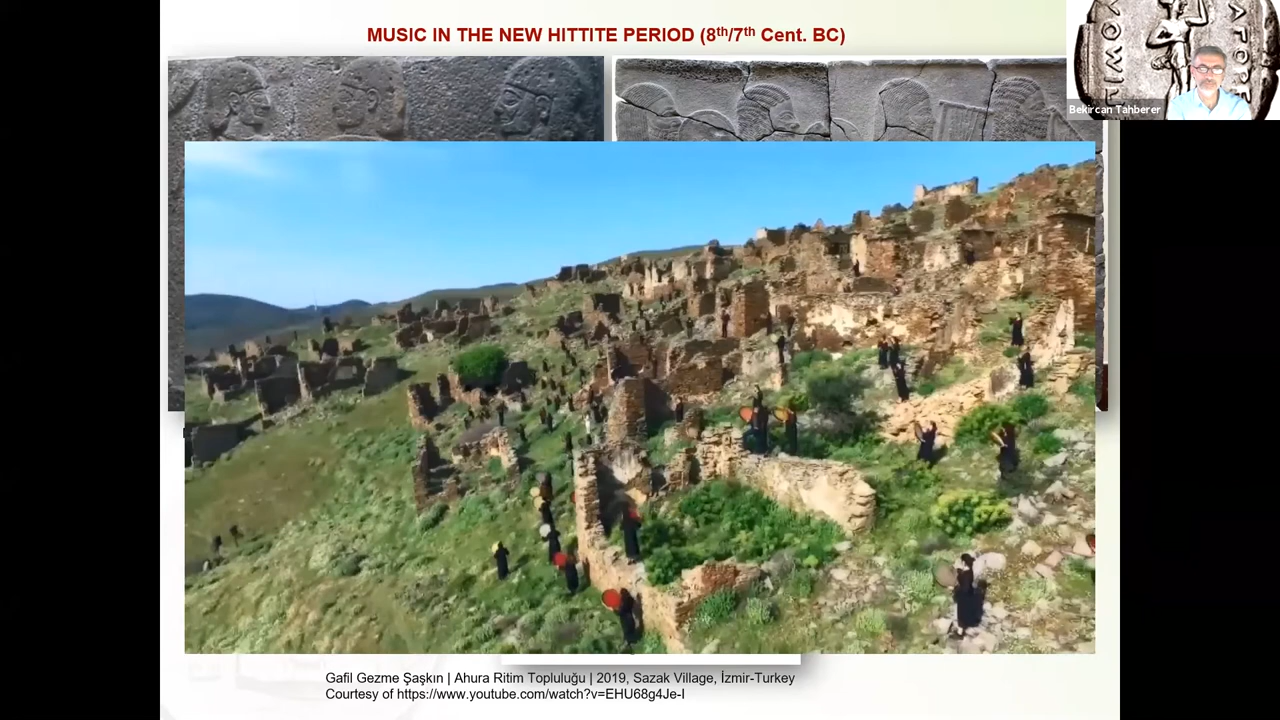 MUSIC IN THE NEW HITTITE PERIOD (8th/7th Cent. BC)
Bekircan Tahberer
Gafil Gezme Şaşkın | Ahura Ritim Topluluğu | 2019, Sazak Village, İzmir-Turkey
Courtesy of https://www.youtube.com/watch?v=EHU68g4Je-I